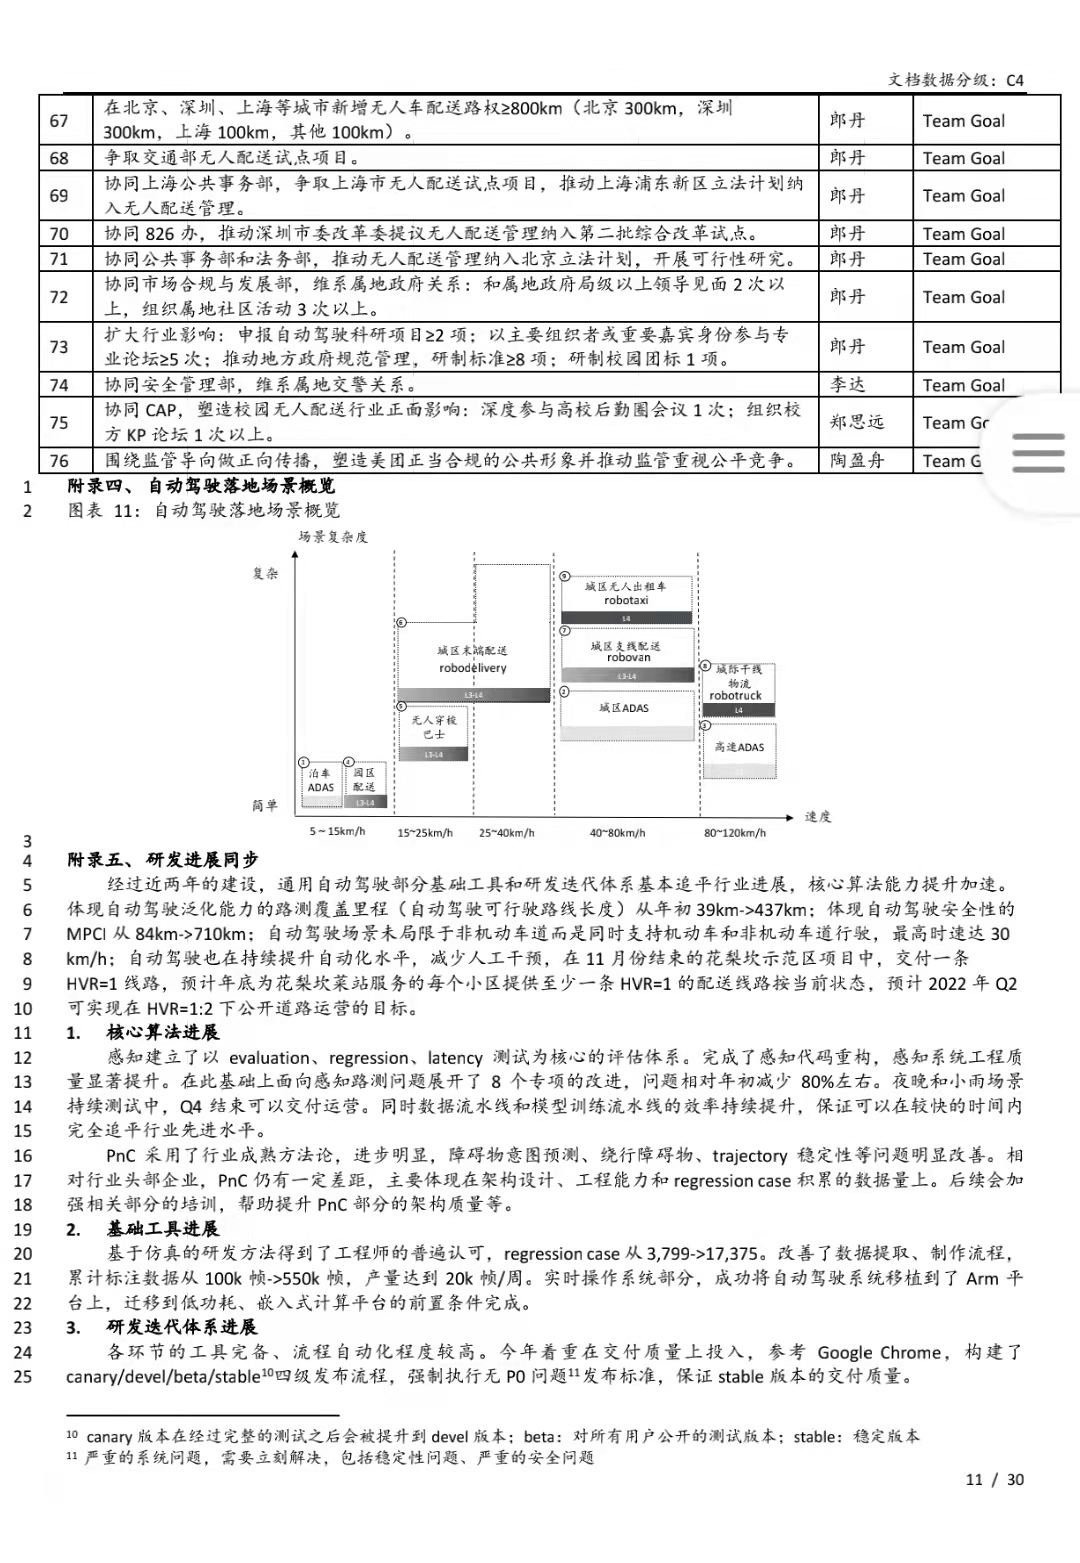 文档数据分级：C4
67 在北京、深圳、上海等城市新增无人车配送路权≥800km（北京 300km，深圳 郎丹 Team Goal
300km，上海 100km，其他 100km）。
68 争取交通部无人配送试点项目。 郎丹 Team Goal
69 协同上海公共事务部，争取上海市无人配送试点项目，推动上海浦东新区立法计划纳 郎丹 Team Goal
入无人配送管理。
70 协同 826 办，推动深圳市委改革委提议无人配送管理纳入第二批综合改革试点。 郎丹 Team Goal
71 协同公共事务部和法务部，推动无人配送管理纳入北京立法计划，开展可行性研究。 郎丹 Team Goal
72 协同市场合规与发展部，维系属地政府关系：和属地政府局级以上领导见面 2 次以 郎丹 Team Goal
上，组织属地社区活动 3 次以上。
73 扩大行业影响：申报自动驾驶科研项目≥2 项；以主要组织者或重要嘉宾身份参与专 郎丹 Team Goal
业论坛≥5 次；推动地方政府规范管理，研制标准≥8 项；研制校园团标 1 项。
74 协同安全管理部，维系属地交警关系。 李达 Team Goal
75 协同 CAP，塑造校园无人配送行业正面影响：深度参与高校后勤圈会议 1 次；组织校 郑思远 Team Go
方 KP 论坛 1 次以上。
76 围绕监管导向做正向传播，塑造美团正当合规的公共形象并推动监管重视公平竞争。 陶盈舟 Team G
1 附录四、自动驾驶落地场景概览
2 图表 11：自动驾驶落地场景概览
场景复杂度
复杂
⑨ 城区无人出租车
robotaxi
L4
⑥ 城区末端配送
robodelivery
L3-L4
⑦ 城区支线配送
robovan
L3-L4
⑧ 城际干线
物流
robotruck
L4
② 城区ADAS
⑤ 无人穿梭
巴士
L3-L4
③ 高速ADAS
① 泊车
ADAS
④ 园区
配送
L3-L4
简单
速度
5～15km/h 15~25km/h 25~40km/h 40~80km/h 80~120km/h
3
4 附录五、研发进展同步
5 经过近两年的建设，通用自动驾驶部分基础工具和研发迭代体系基本追平行业进展，核心算法能力提升加速。
6 体现自动驾驶泛化能力的路测覆盖里程（自动驾驶可行驶路线长度）从年初 39km->437km；体现自动驾驶安全性的
7 MPCI 从 84km->710km；自动驾驶场景未局限于非机动车道而是同时支持机动车和非机动车道行驶，最高时速达 30
8 km/h；自动驾驶也在持续提升自动化水平，减少人工干预，在 11 月份结束的花梨坎示范区项目中，交付一条
9 HVR=1 线路，预计年底为花梨坎菜站服务的每个小区提供至少一条 HVR=1 的配送线路按当前状态，预计 2022 年 Q2
10 可实现在 HVR=1:2 下公开道路运营的目标。
11 1. 核心算法进展
12 感知建立了以 evaluation、regression、latency 测试为核心的评估体系。完成了感知代码重构，感知系统工程质
13 量显著提升。在此基础上面向感知路测问题展开了 8 个专项的改进，问题相对年初减少 80%左右。夜晚和小雨场景
14 持续测试中，Q4 结束可以交付运营。同时数据流水线和模型训练流水线的效率持续提升，保证可以在较快的时间内
15 完全追平行业先进水平。
16 PnC 采用了行业成熟方法论，进步明显，障碍物意图预测、绕行障碍物、trajectory 稳定性等问题明显改善。相
17 对行业头部企业，PnC 仍有一定差距，主要体现在架构设计、工程能力和 regression case 积累的数据量上。后续会加
18 强相关部分的培训，帮助提升 PnC 部分的架构质量等。
19 2. 基础工具进展
20 基于仿真的研发方法得到了工程师的普遍认可，regression case 从 3,799->17,375。改善了数据提取、制作流程，
21 累计标注数据从 100k 帧->550k 帧，产量达到 20k 帧/周。实时操作系统部分，成功将自动驾驶系统移植到了 Arm 平
22 台上，迁移到低功耗、嵌入式计算平台的前置条件完成。
23 3. 研发迭代体系进展
24 各环节的工具完备、流程自动化程度较高。今年着重在交付质量上投入，参考 Google Chrome，构建了
25 canary/devel/beta/stable¹⁰四级发布流程，强制执行无 P0 问题¹¹发布标准，保证 stable 版本的交付质量。
¹⁰ canary 版本在经过完整的测试之后会被提升到 devel 版本；beta：对所有用户公开的测试版本；stable：稳定版本
¹¹ 严重的系统问题，需要立刻解决，包括稳定性问题、严重的安全问题
11 / 30